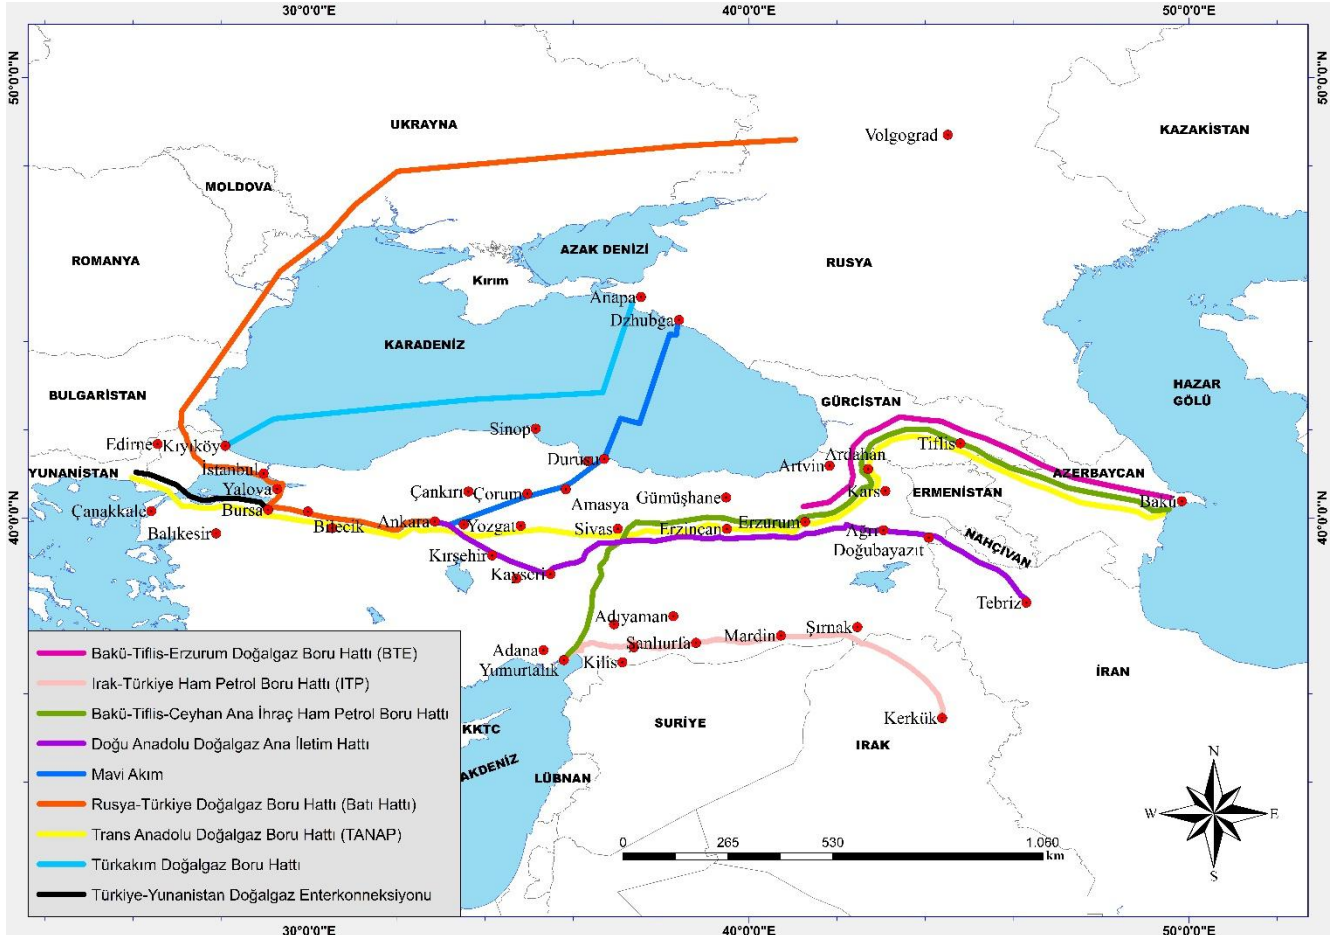 30°0'0"E
40°0'0"E
50°0'0"E
50°0'0"N
50°0'0"N
UKRAYNA
Volgograd
KAZAKİSTAN
MOLDOVA
AZAK DENİZİ
ROMANYA
RUSYA
Kırım
Anapa
Dzhubga
KARADENİZ
HAZAR
GÖLÜ
BULGARİSTAN
GÜRCİSTAN
Sinop
Edirne
Kıyıköy
Tiflis
Durusu
Ardahan
Artvin
YUNANİSTAN
İstanbul
AZERBAYCAN
Yalova
Çankırı
Çorum
Amasya
Gümüşhane
Kars
ERMENİSTAN
Bakü
Çanakkale
Bursa
Bilecik
Ankara
Yozgat
Sivas
Erzincan
Erzurum
40°0'0"N
40°0'0"N
Balıkesir
Ağrı
Doğubayazıt
NAHÇIVAN
Kırşehir
Kayseri
Tebriz
Adıyaman
Şırnak
Mardin
Şanlıurfa
Adana
Yumurtalık
Kilis
İRAN
Kerkük
SURİYE
IRAK
KKTC
AKDENİZ
LÜBNAN
Bakü-Tiflis-Erzurum Doğalgaz Boru Hattı (BTE)
Irak-Türkiye Ham Petrol Boru Hattı (ITP)
Bakü-Tiflis-Ceyhan Ana İhraç Ham Petrol Boru Hattı
Doğu Anadolu Doğalgaz Ana İletim Hattı
Mavi Akım
Rusya-Türkiye Doğalgaz Boru Hattı (Batı Hattı)
Trans Anadolu Doğalgaz Boru Hattı (TANAP)
Türkakım Doğalgaz Boru Hattı
Türkiye-Yunanistan Doğalgaz Enterkonneksiyonu
N
W
E
S
0
265
530
1.060
km
30°0'0"E
40°0'0"E
50°0'0"E